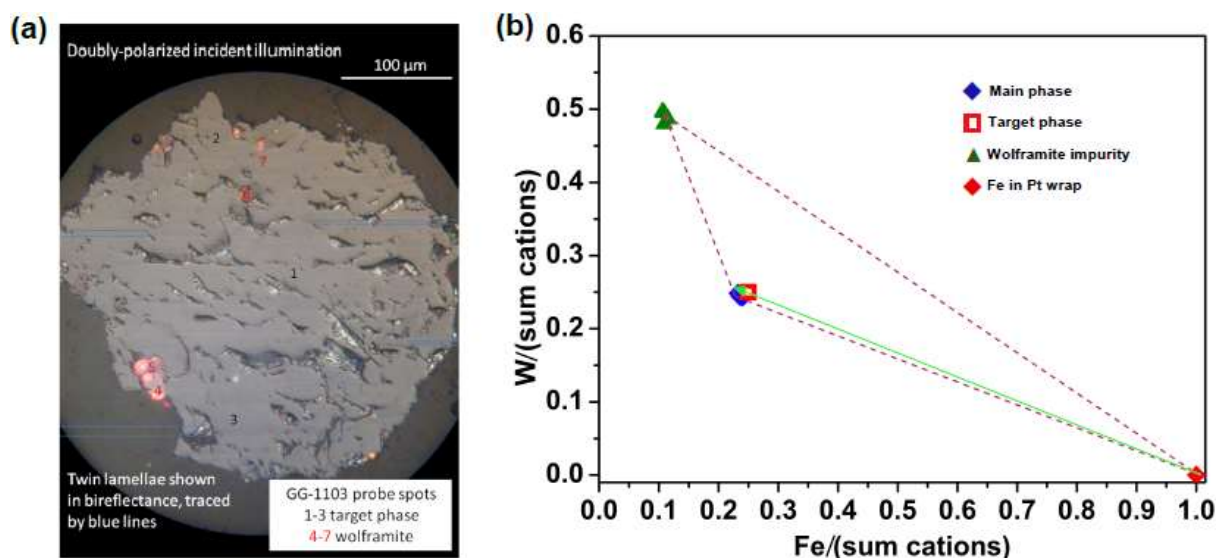 (a)
Doubly-polarized incident illumination
100 µm
2
7
6
1
5
4
3
Twin lamellae shown
in bireflectance, traced
by blue lines
GG-1103 probe spots
1-3 target phase
4-7 wolframite
(b)
W/(sum cations)
0.6
0.5
0.4
0.3
0.2
0.1
0.0
Main phase
Target phase
Wolframite impurity
Fe in Pt wrap
0.0 0.1 0.2 0.3 0.4 0.5 0.6 0.7 0.8 0.9 1.0
Fe/(sum cations)